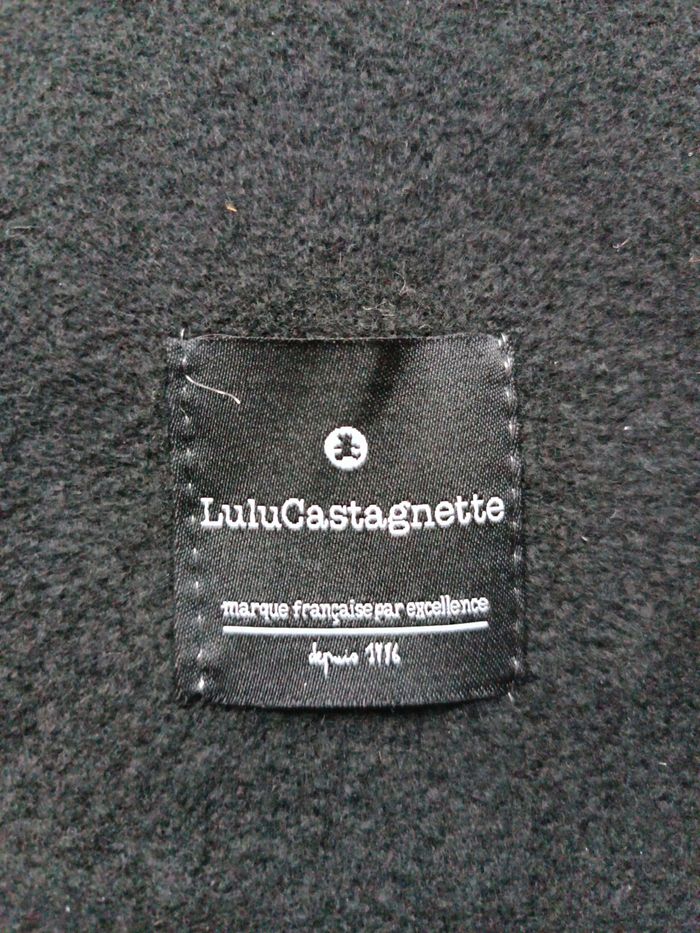 LuluCastagnette
marque française par excellence
depuis 1996